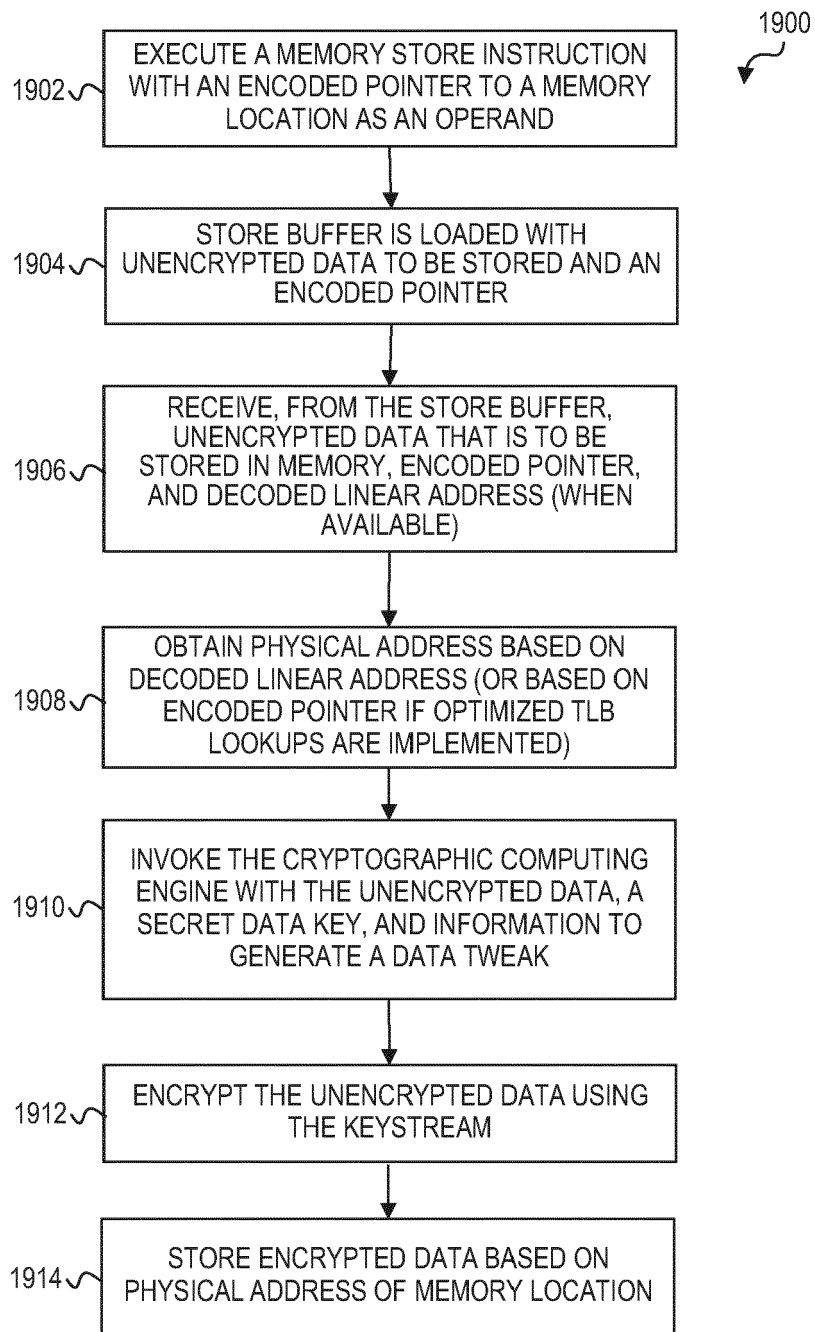 1900
1902
EXECUTE A MEMORY STORE INSTRUCTION
WITH AN ENCODED POINTER TO A MEMORY
LOCATION AS AN OPERAND
1904
STORE BUFFER IS LOADED WITH
UNENCRYPTED DATA TO BE STORED AND AN
ENCODED POINTER
1906
RECEIVE, FROM THE STORE BUFFER,
UNENCRYPTED DATA THAT IS TO BE
STORED IN MEMORY, ENCODED POINTER,
AND DECODED LINEAR ADDRESS (WHEN
AVAILABLE)
1908
OBTAIN PHYSICAL ADDRESS BASED ON
DECODED LINEAR ADDRESS (OR BASED ON
ENCODED POINTER IF OPTIMIZED TLB
LOOKUPS ARE IMPLEMENTED)
1910
INVOKE THE CRYPTOGRAPHIC COMPUTING
ENGINE WITH THE UNENCRYPTED DATA, A
SECRET DATA KEY, AND INFORMATION TO
GENERATE A DATA TWEAK
1912
ENCRYPT THE UNENCRYPTED DATA USING
THE KEYSTREAM
1914
STORE ENCRYPTED DATA BASED ON
PHYSICAL ADDRESS OF MEMORY LOCATION